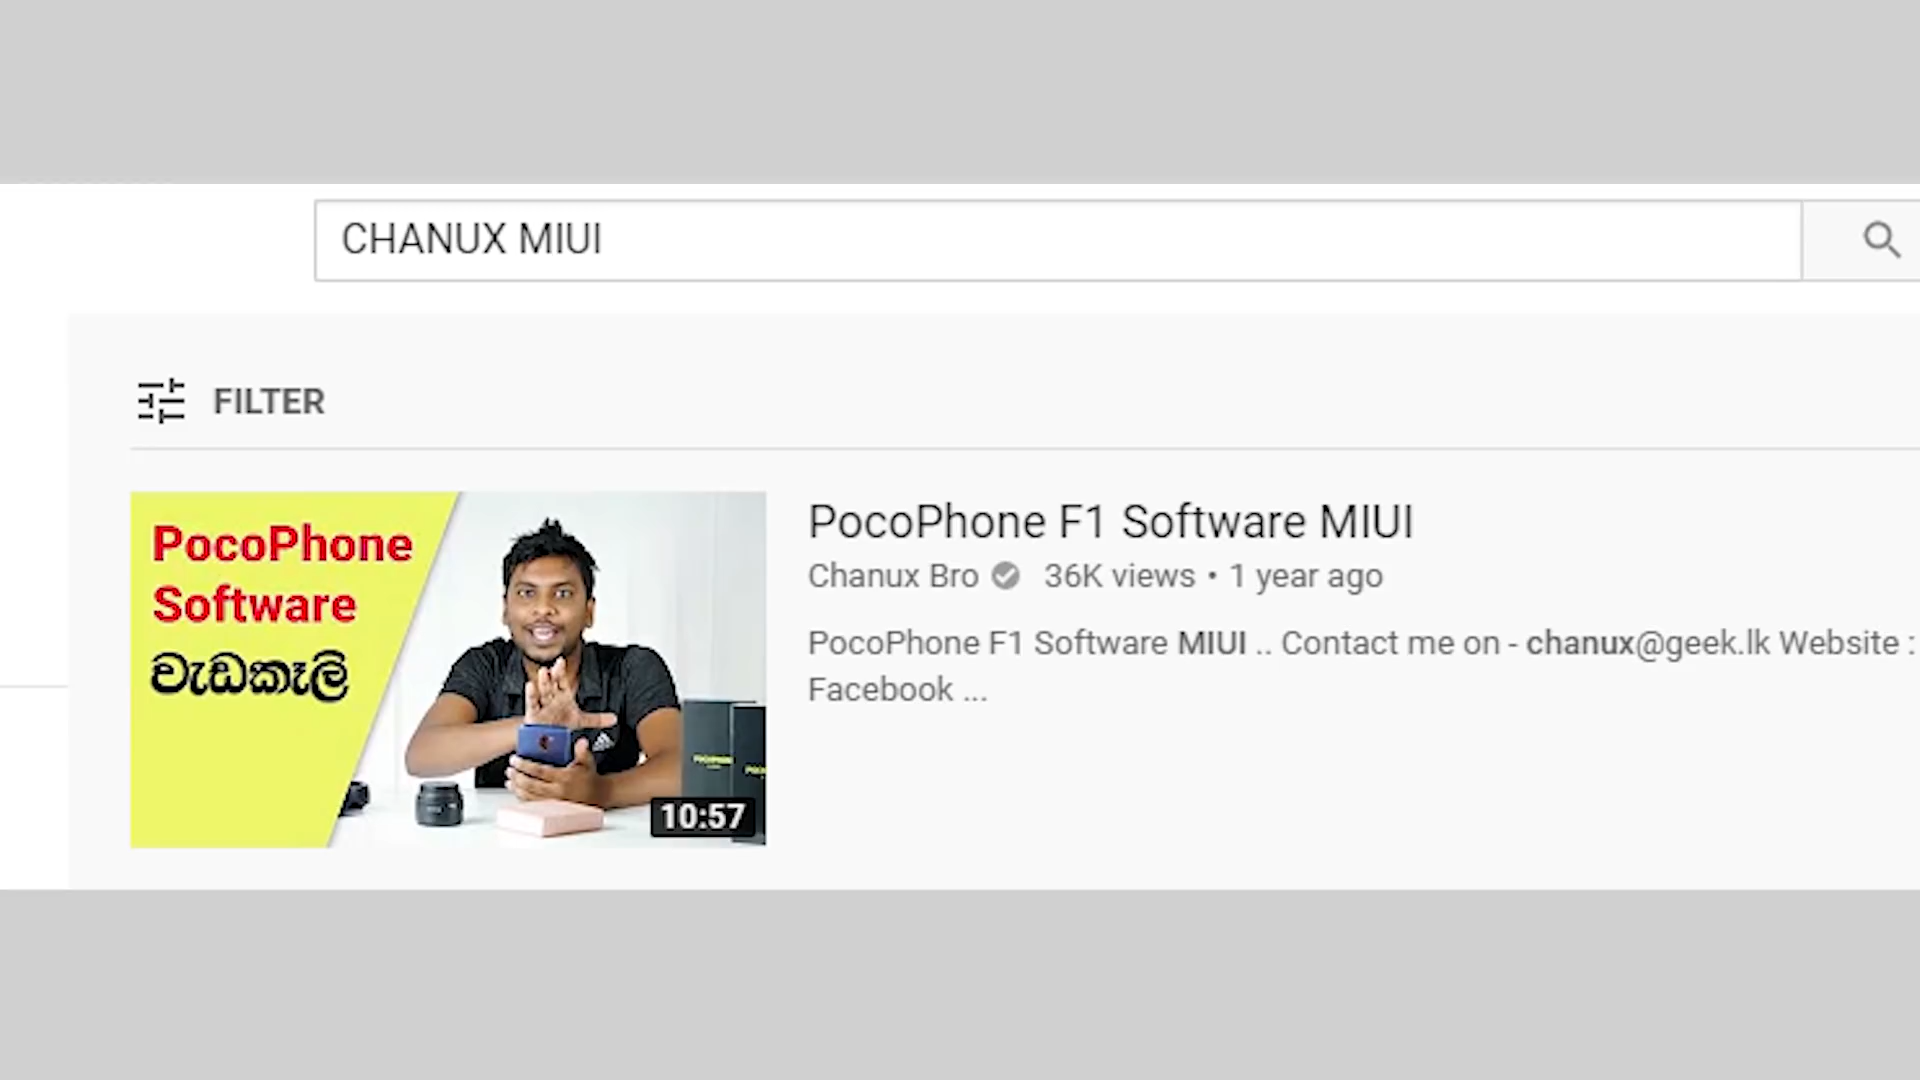 CHANUX MIUI
FILTER
PocoPhone
Software
වැඩකෑලි
10:57
PocoPhone F1 Software MIUI
Chanux Bro 36K views • 1 year ago
PocoPhone F1 Software MIUI .. Contact me on - chanux@geek.lk Website :
Facebook ...